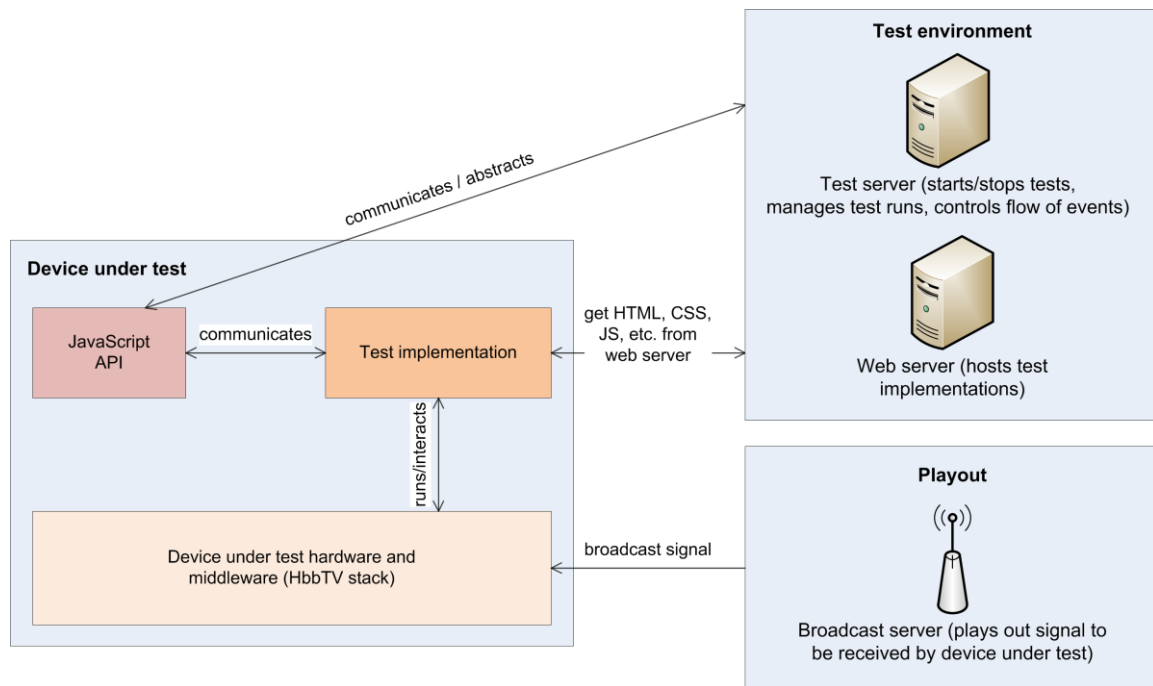 Test environment
Test server (starts/stops tests,
manages test runs, controls flow of events)
communicates / abstracts
Device under test
JavaScript
API
communicates
Test implementation
get HTML, CSS,
JS, etc. from
web server
Web server (hosts test
implementations)
runs/interacts
Device under test hardware and
middleware (HbbTV stack)
broadcast signal
Playout
Broadcast server (plays out signal to
be received by device under test)